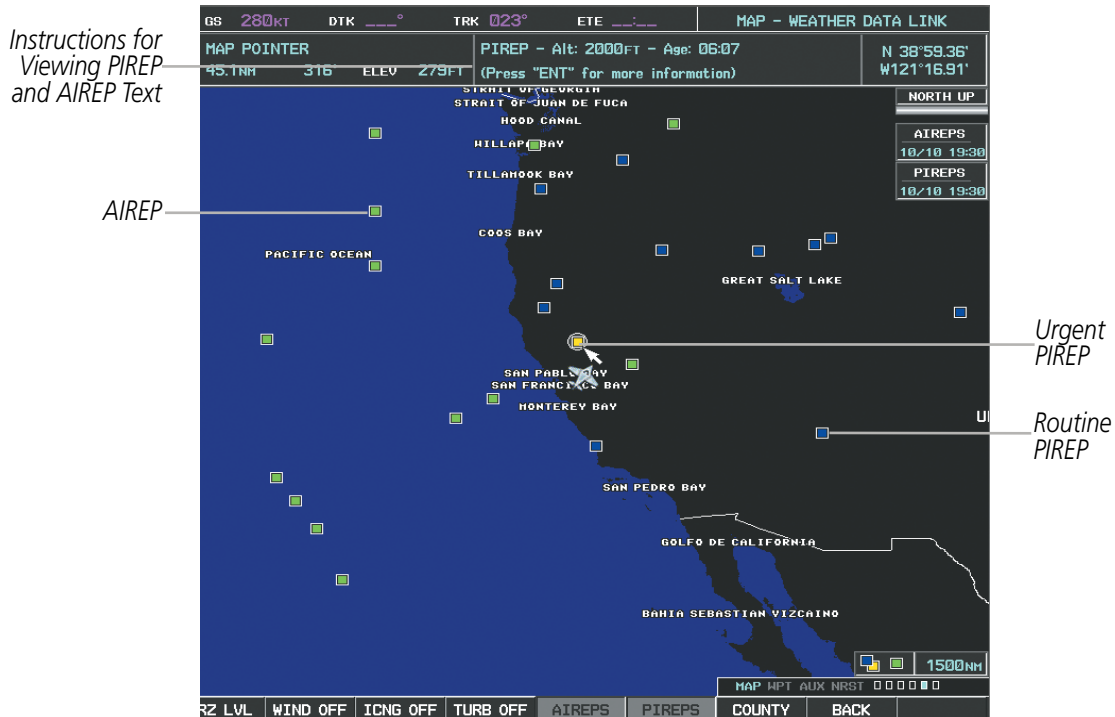 GS 280KT DTK ___° TRK 023° ETE __:__ MAP - WEATHER DATA LINK
Instructions for
Viewing PIREP
and AIREP Text
MAP POINTER
45.1NM 316° ELEV 279FT
PIREP - Alt: 2000FT - Age: 06:07
(Press "ENT" for more information)
N 38°59.36'
W121°16.91'
NORTH UP
STRAIT OF GEORGIA
STRAIT OF JUAN DE FUCA
HOOD CANAL
AIREPS
10/10 19:30
WILLAPA BAY
PIREPS
10/10 19:30
TILLAMOOK BAY
AIREP
COOS BAY
PACIFIC OCEAN
GREAT SALT LAKE
Urgent
PIREP
SAN PABLO BAY
SAN FRANCISCO BAY
MONTEREY BAY
Routine
PIREP
SAN PEDRO BAY
GOLFO DE CALIFORNIA
BAHIA SEBASTIAN VIZCAINO
1500NM
MAP WPT AUX NRST
RZ LVL WIND OFF ICNG OFF TURB OFF AIREPS PIREPS COUNTY BACK